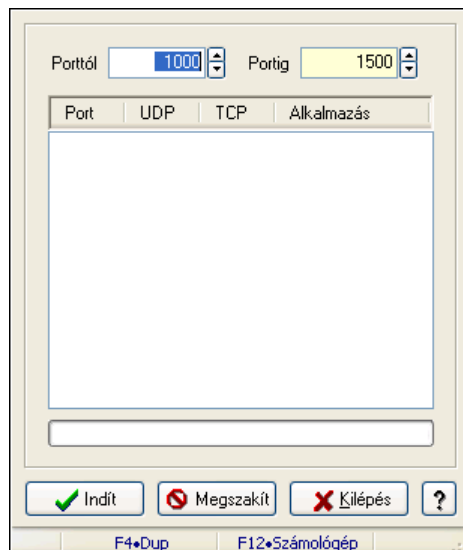 Porttól 1000 Portig 1500
Port UDP TCP Alkalmazás
Indít Megszakít Kilépés ?
F4•Dup F12•Számológép